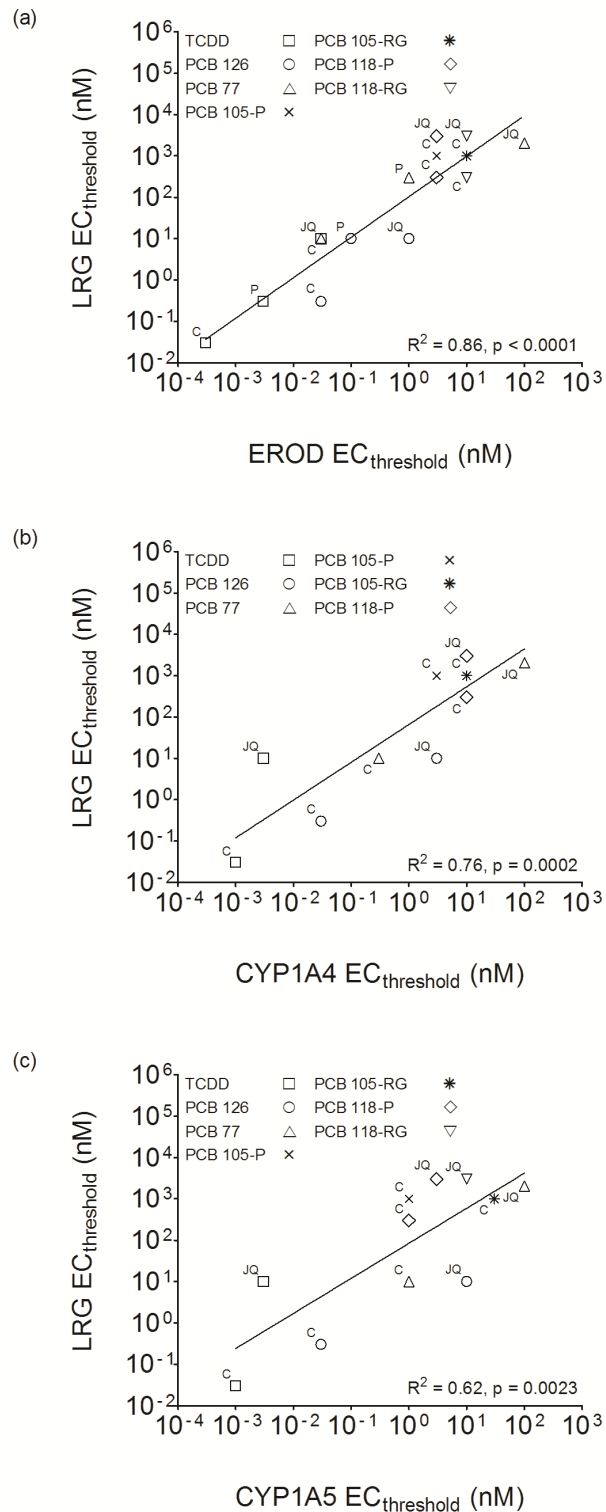 (a)
LRG EC_threshold (nM)
10^6
10^5
10^4
10^3
10^2
10^1
10^0
10^-1
10^-2
TCDD PCB 105-RG
PCB 126 PCB 118-P
PCB 77 PCB 118-RG
PCB 105-P
JQ JQ
C C JQ
P C
C
JQ P JQ
C
P C
C
R^2 = 0.86, p < 0.0001
10^-4 10^-3 10^-2 10^-1 10^0 10^1 10^2 10^3
EROD EC_threshold (nM)
(b)
LRG EC_threshold (nM)
10^6
10^5
10^4
10^3
10^2
10^1
10^0
10^-1
10^-2
TCDD PCB 105-P
PCB 126 PCB 105-RG
PCB 77 PCB 118-P
JQ
C C
JQ
C
JQ JQ
C
C
C
R^2 = 0.76, p = 0.0002
10^-4 10^-3 10^-2 10^-1 10^0 10^1 10^2 10^3
CYP1A4 EC_threshold (nM)
(c)
LRG EC_threshold (nM)
10^6
10^5
10^4
10^3
10^2
10^1
10^0
10^-1
10^-2
TCDD PCB 105-RG
PCB 126 PCB 118-P
PCB 77 PCB 118-RG
PCB 105-P
JQ JQ
C
JQ
C C
JQ C JQ
C
C
R^2 = 0.62, p = 0.0023
10^-4 10^-3 10^-2 10^-1 10^0 10^1 10^2 10^3
CYP1A5 EC_threshold (nM)